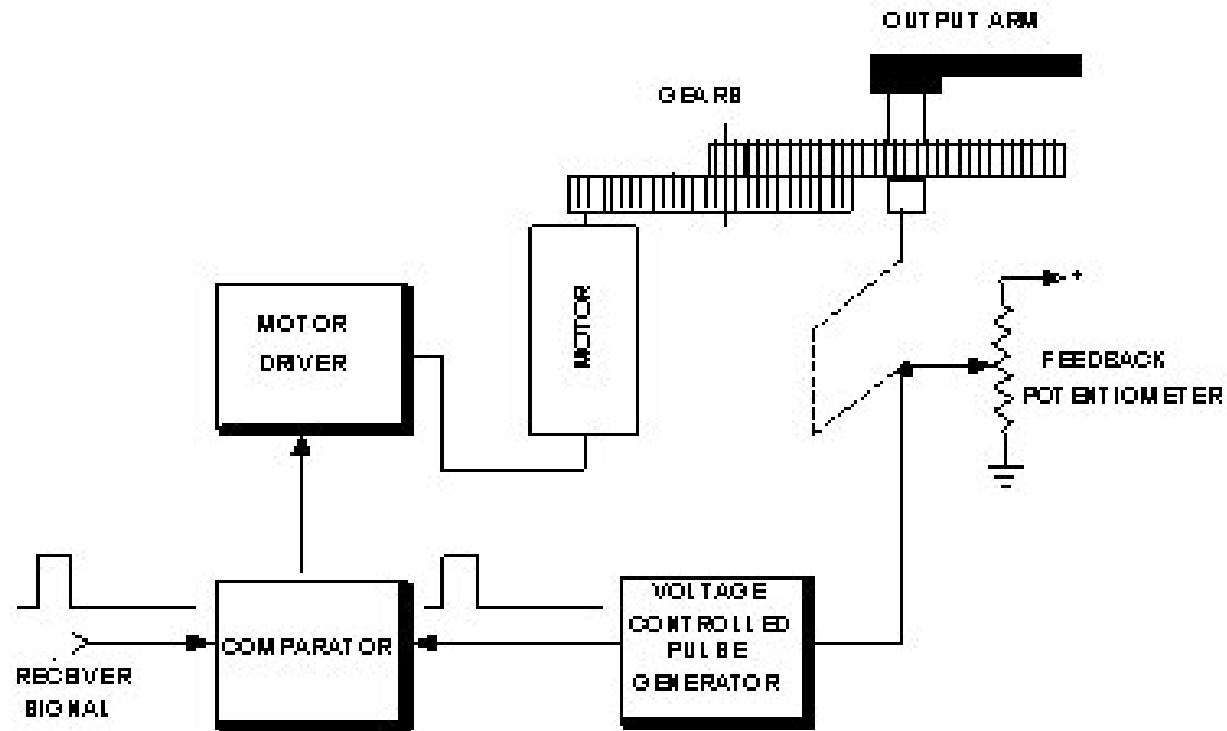 OUTPUT ARM
GEARS
MOTOR
MOTOR
DRIVER
+
FEEDBACK
POTENTIOMETER
VOLTAGE
CONTROLLED
PULSE
GENERATOR
COMPARATOR
RECEIVER
SIGNAL